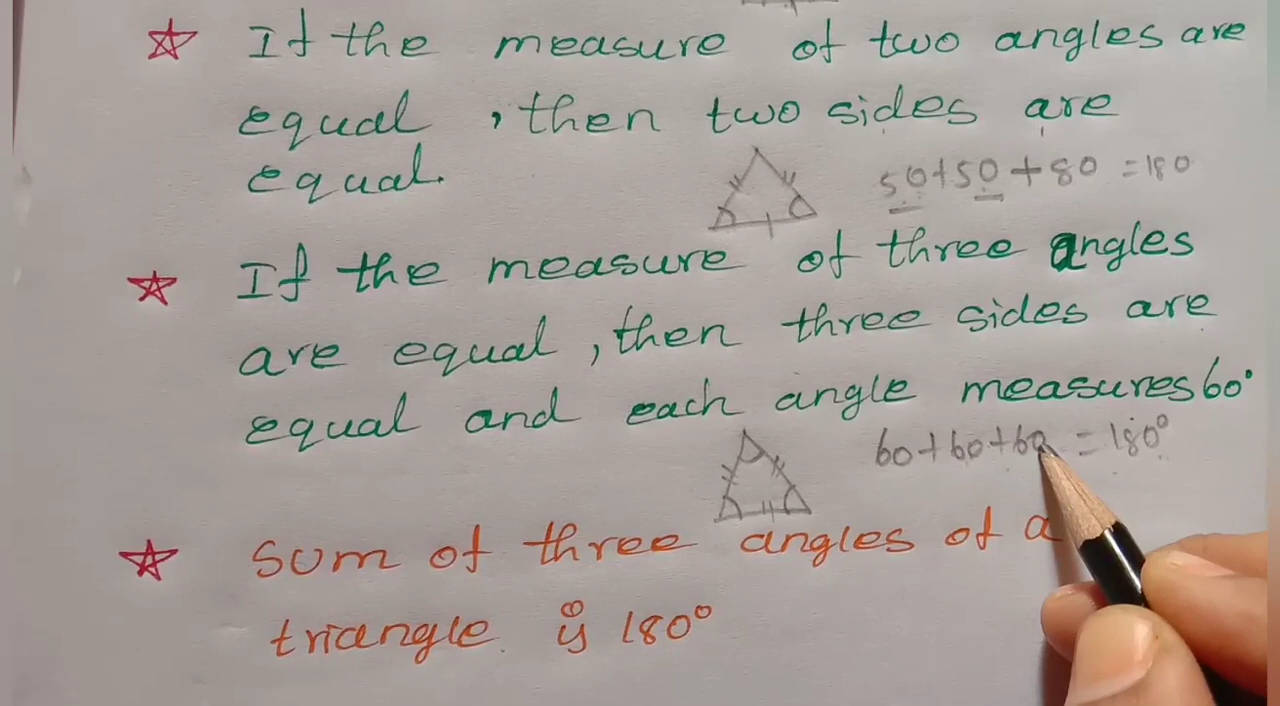 If the measure of two angles are
equal, then two sides are
equal.
50+50+80 =180
If the measure of three angles
are equal, then three sides are
equal and each angle measures 60°
60+60+60 = 180°
Sum of three angles of a
triangle is 180°